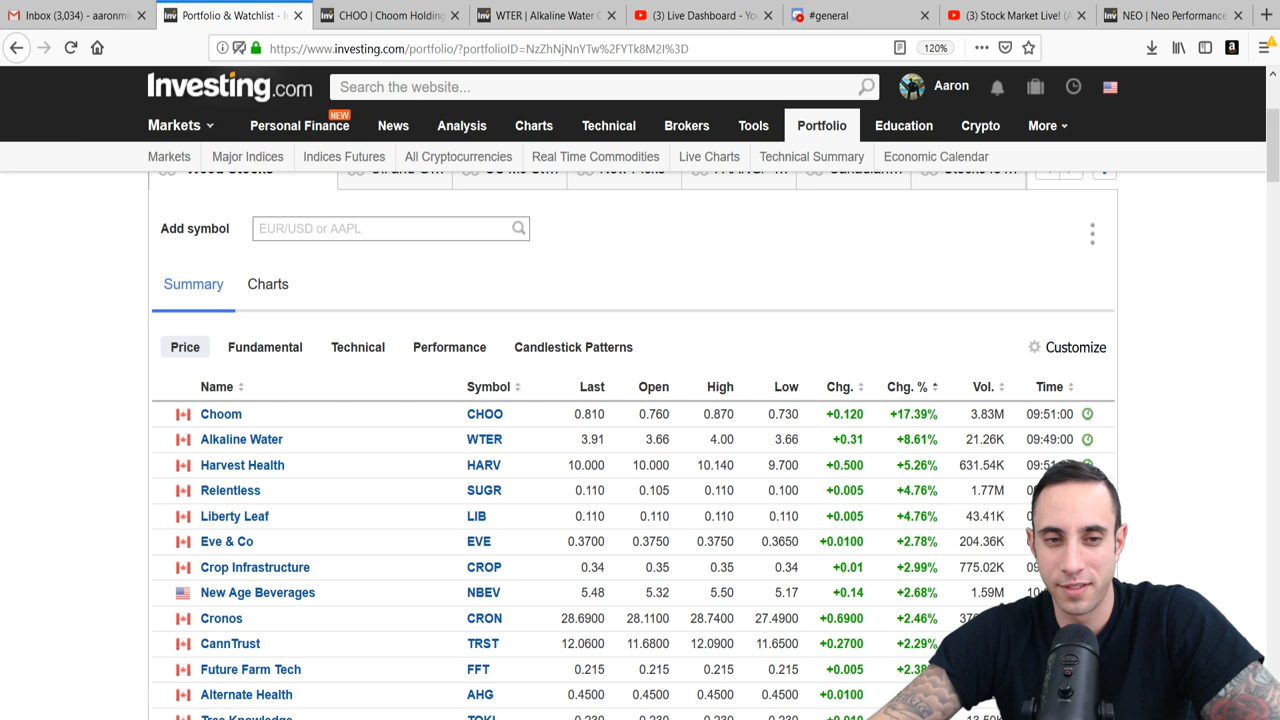 Inbox (3,034) - aaronmis
Portfolio & Watchlist - I
CHOO | Choom Holding
WTER | Alkaline Water C
(3) Live Dashboard - Yo
#general
(3) Stock Market Live! (A
NEO | Neo Performance
https://www.investing.com/portfolio/?portfolioID=NzZhNjNnYTw%2FYTk8M2I%3D
120%
Investing.com
Search the website...
Aaron
NEW
Markets Personal Finance News Analysis Charts Technical Brokers Tools Portfolio Education Crypto More
Markets Major Indices Indices Futures All Cryptocurrencies Real Time Commodities Live Charts Technical Summary Economic Calendar
Add symbol EUR/USD or AAPL
Summary Charts
Price Fundamental Technical Performance Candlestick Patterns Customize
Name Symbol Last Open High Low Chg. Chg. % Vol. Time
Choom CHOO 0.810 0.760 0.870 0.730 +0.120 +17.39% 3.83M 09:51:00
Alkaline Water WTER 3.91 3.66 4.00 3.66 +0.31 +8.61% 21.26K 09:49:00
Harvest Health HARV 10.000 10.000 10.140 9.700 +0.500 +5.26% 631.54K 09:51
Relentless SUGR 0.110 0.105 0.110 0.100 +0.005 +4.76% 1.77M
Liberty Leaf LIB 0.110 0.110 0.110 0.110 +0.005 +4.76% 43.41K
Eve & Co EVE 0.3700 0.3750 0.3750 0.3650 +0.0100 +2.78% 204.36K
Crop Infrastructure CROP 0.34 0.35 0.35 0.34 +0.01 +2.99% 775.02K
New Age Beverages NBEV 5.48 5.32 5.50 5.17 +0.14 +2.68% 1.59M
Cronos CRON 28.6900 28.1100 28.7400 27.4900 +0.6900 +2.46%
CannTrust TRST 12.0600 11.6800 12.0900 11.6500 +0.2700 +2.29%
Future Farm Tech FFT 0.215 0.215 0.215 0.215 +0.005
Alternate Health AHG 0.4500 0.4500 0.4500 0.4500 +0.0100